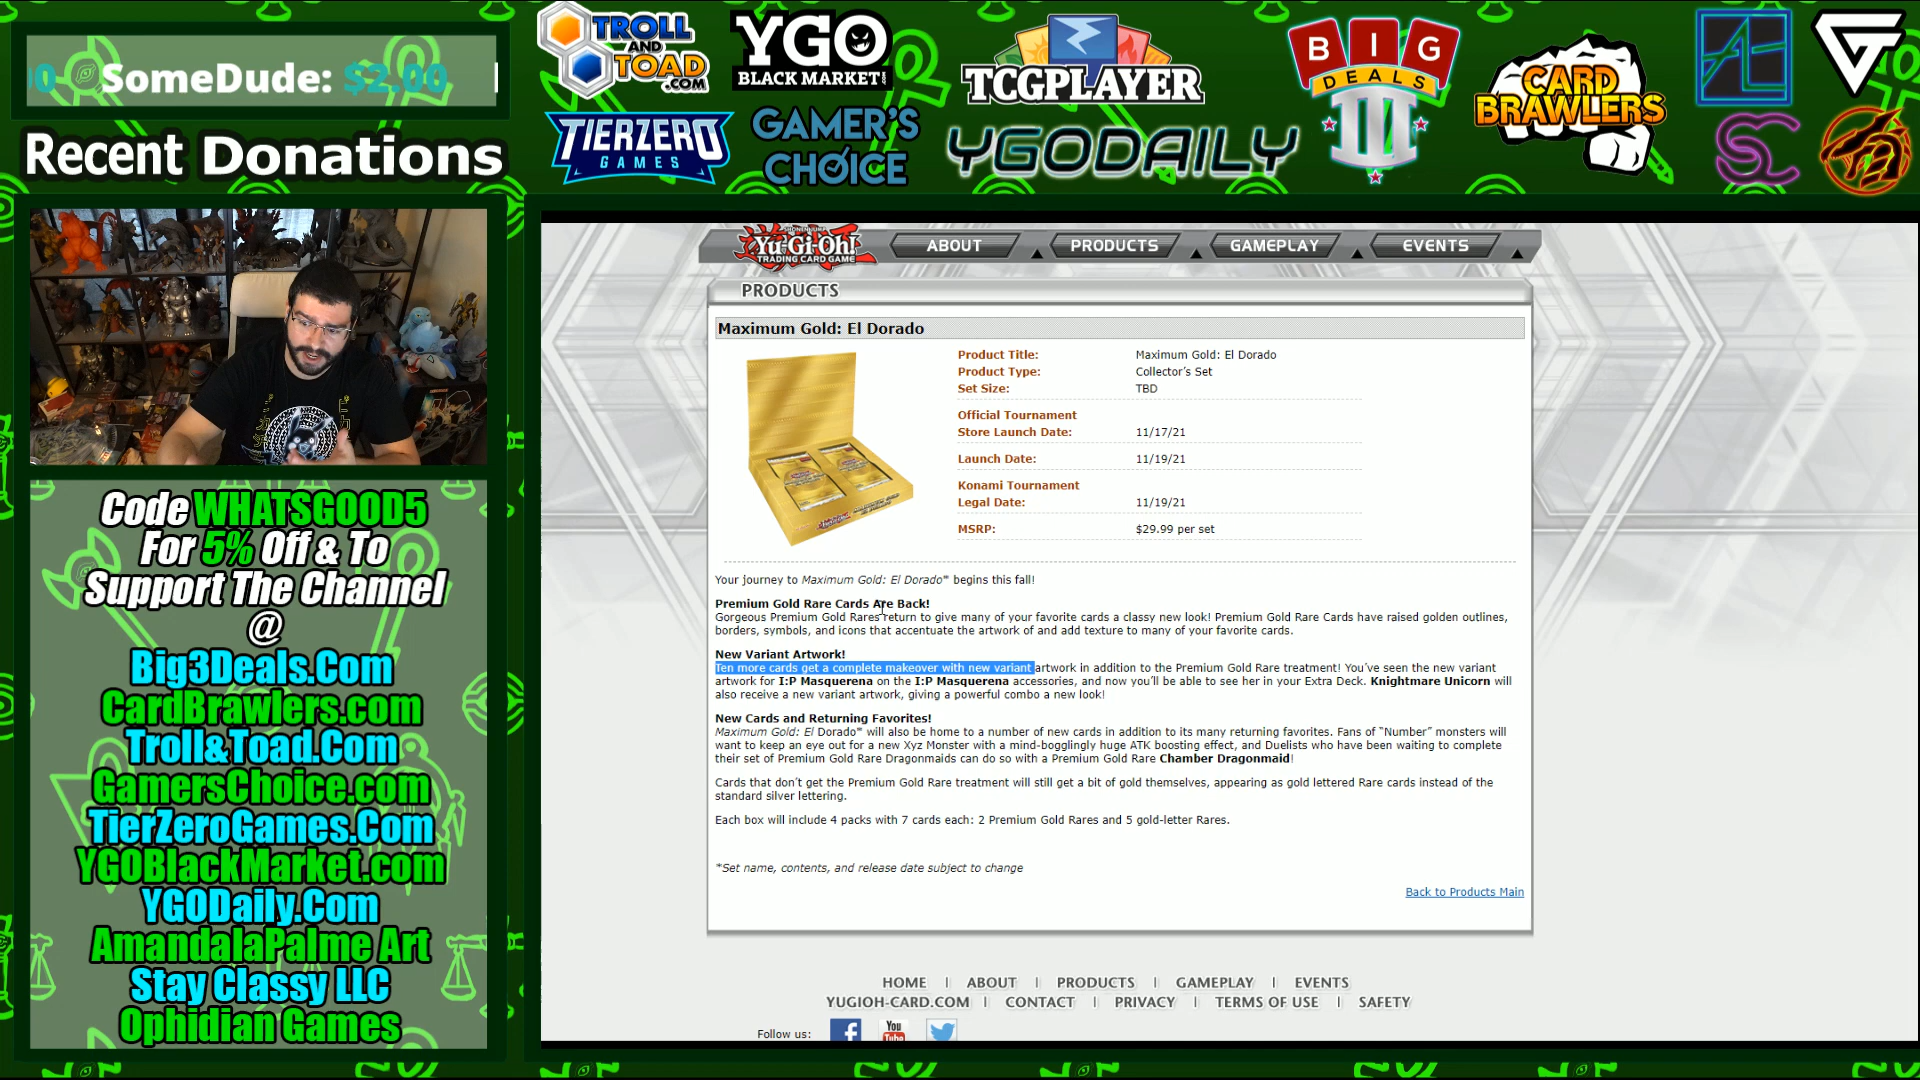 SomeDude: $2.00
Recent Donations
TROLL
AND
TOAD
.COM
YGO
BLACK MARKET
TCGPLAYER
BIG
DEALS
III
CARD
BRAWLERS
TIERZERO
GAMES
GAMER'S
CHOICE
YGODAILY
SC
Code WHATSGOOD5
For 5% Off & To
Support The Channel
@
Big3Deals.Com
CardBrawlers.com
Troll&Toad.Com
GamersChoice.com
TierZeroGames.Com
YGOBlackMarket.com
YGODaily.Com
AmandalaPalme Art
Stay Classy LLC
Ophidian Games
Yu-Gi-Oh!
TRADING CARD GAME
ABOUT
PRODUCTS
GAMEPLAY
EVENTS
PRODUCTS
Maximum Gold: El Dorado
Product Title: Maximum Gold: El Dorado
Product Type: Collector's Set
Set Size: TBD
Official Tournament
Store Launch Date: 11/17/21
Launch Date: 11/19/21
Konami Tournament
Legal Date: 11/19/21
MSRP: $29.99 per set
Your journey to Maximum Gold: El Dorado* begins this fall!
Premium Gold Rare Cards Are Back!
Gorgeous Premium Gold Rares return to give many of your favorite cards a classy new look! Premium Gold Rare Cards have raised golden outlines,
borders, symbols, and icons that accentuate the artwork of and add texture to many of your favorite cards.
New Variant Artwork!
Ten more cards get a complete makeover with new variant artwork in addition to the Premium Gold Rare treatment! You've seen the new variant
artwork for I:P Masquerena on the I:P Masquerena accessories, and now you'll be able to see her in your Extra Deck. Knightmare Unicorn will
also receive a new variant artwork, giving a powerful combo a new look!
New Cards and Returning Favorites!
Maximum Gold: El Dorado* will also be home to a number of new cards in addition to its many returning favorites. Fans of "Number" monsters will
want to keep an eye out for a new Xyz Monster with a mind-bogglingly huge ATK boosting effect, and Duelists who have been waiting to complete
their set of Premium Gold Rare Dragonmaids can do so with a Premium Gold Rare Chamber Dragonmaid!
Cards that don't get the Premium Gold Rare treatment will still get a bit of gold themselves, appearing as gold lettered Rare cards instead of the
standard silver lettering.
Each box will include 4 packs with 7 cards each: 2 Premium Gold Rares and 5 gold-letter Rares.
*Set name, contents, and release date subject to change
Back to Products Main
HOME | ABOUT | PRODUCTS | GAMEPLAY | EVENTS
YUGIOH-CARD.COM | CONTACT | PRIVACY | TERMS OF USE | SAFETY
Follow us:
You
Tube